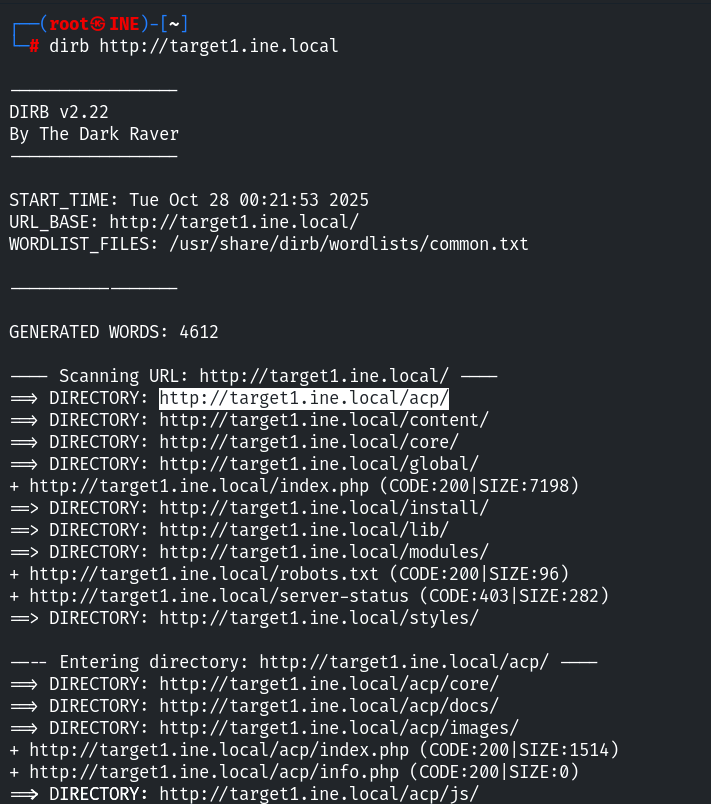 ┌──(root㉿INE)-[~]
└─# dirb http://target1.ine.local
-----------------
DIRB v2.22
By The Dark Raver
-----------------
START_TIME: Tue Oct 28 00:21:53 2025
URL_BASE: http://target1.ine.local/
WORDLIST_FILES: /usr/share/dirb/wordlists/common.txt
-----------------
GENERATED WORDS: 4612
---- Scanning URL: http://target1.ine.local/ ----
==> DIRECTORY: http://target1.ine.local/acp/
==> DIRECTORY: http://target1.ine.local/content/
==> DIRECTORY: http://target1.ine.local/core/
==> DIRECTORY: http://target1.ine.local/global/
+ http://target1.ine.local/index.php (CODE:200|SIZE:7198)
==> DIRECTORY: http://target1.ine.local/install/
==> DIRECTORY: http://target1.ine.local/lib/
==> DIRECTORY: http://target1.ine.local/modules/
+ http://target1.ine.local/robots.txt (CODE:200|SIZE:96)
+ http://target1.ine.local/server-status (CODE:403|SIZE:282)
==> DIRECTORY: http://target1.ine.local/styles/
---- Entering directory: http://target1.ine.local/acp/ ----
==> DIRECTORY: http://target1.ine.local/acp/core/
==> DIRECTORY: http://target1.ine.local/acp/docs/
==> DIRECTORY: http://target1.ine.local/acp/images/
+ http://target1.ine.local/acp/index.php (CODE:200|SIZE:1514)
+ http://target1.ine.local/acp/info.php (CODE:200|SIZE:0)
==> DIRECTORY: http://target1.ine.local/acp/js/